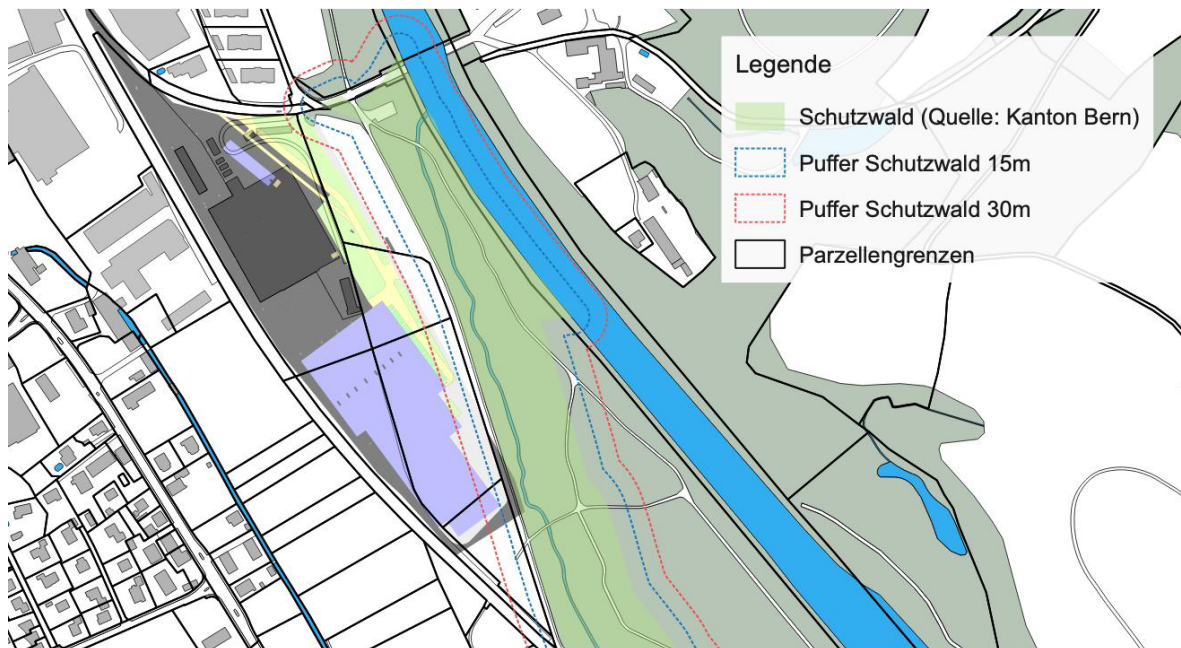 Legende
Schutzwald (Quelle: Kanton Bern)
Puffer Schutzwald 15m
Puffer Schutzwald 30m
Parzellengrenzen